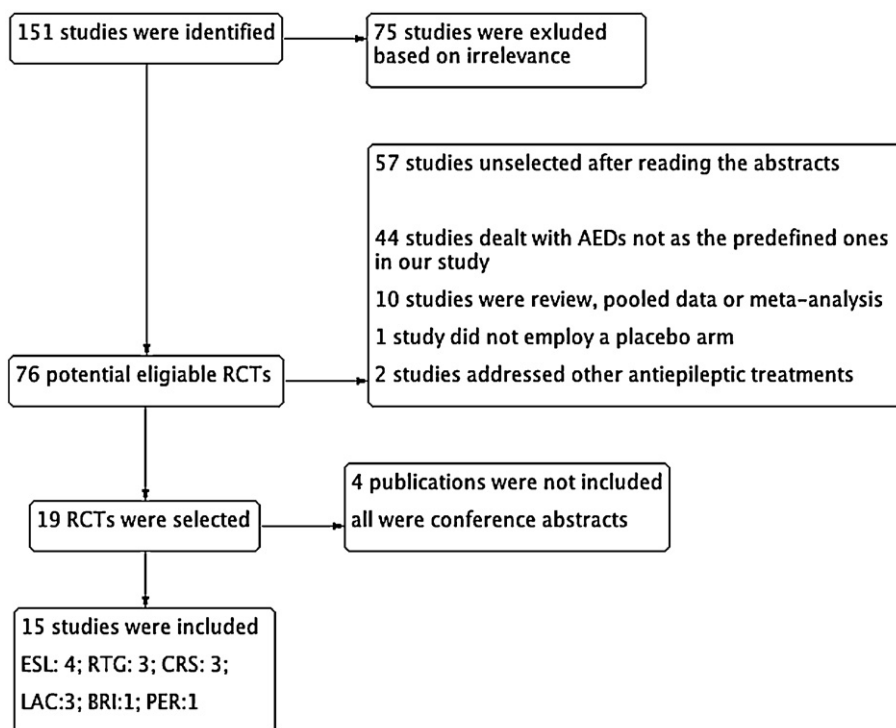 151 studies were identified
75 studies were exluded
based on irrelevance
57 studies unselected after reading the abstracts
44 studies dealt with AEDs not as the predefined ones
in our study
10 studies were review, pooled data or meta-analysis
1 study did not employ a placebo arm
2 studies addressed other antiepileptic treatments
76 potential eligiable RCTs
4 publications were not included
all were conference abstracts
19 RCTs were selected
15 studies were included
ESL: 4; RTG: 3; CRS: 3;
LAC:3; BRI:1; PER:1